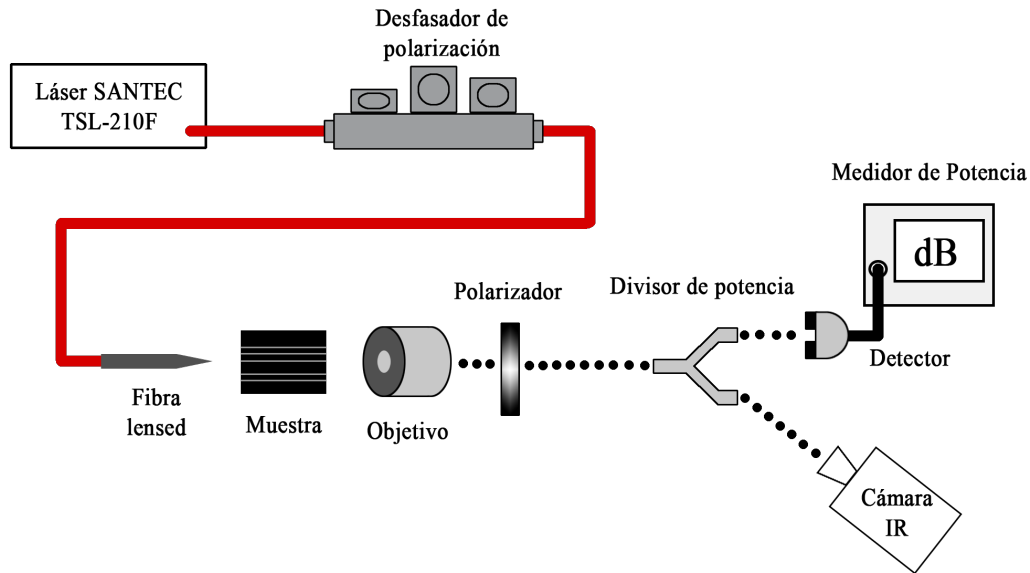 Desfasador de
polarización
Láser SANTEC
TSL-210F
Medidor de Potencia
dB
Polarizador
Divisor de potencia
Detector
Fibra
lensed
Muestra
Objetivo
Cámara
IR